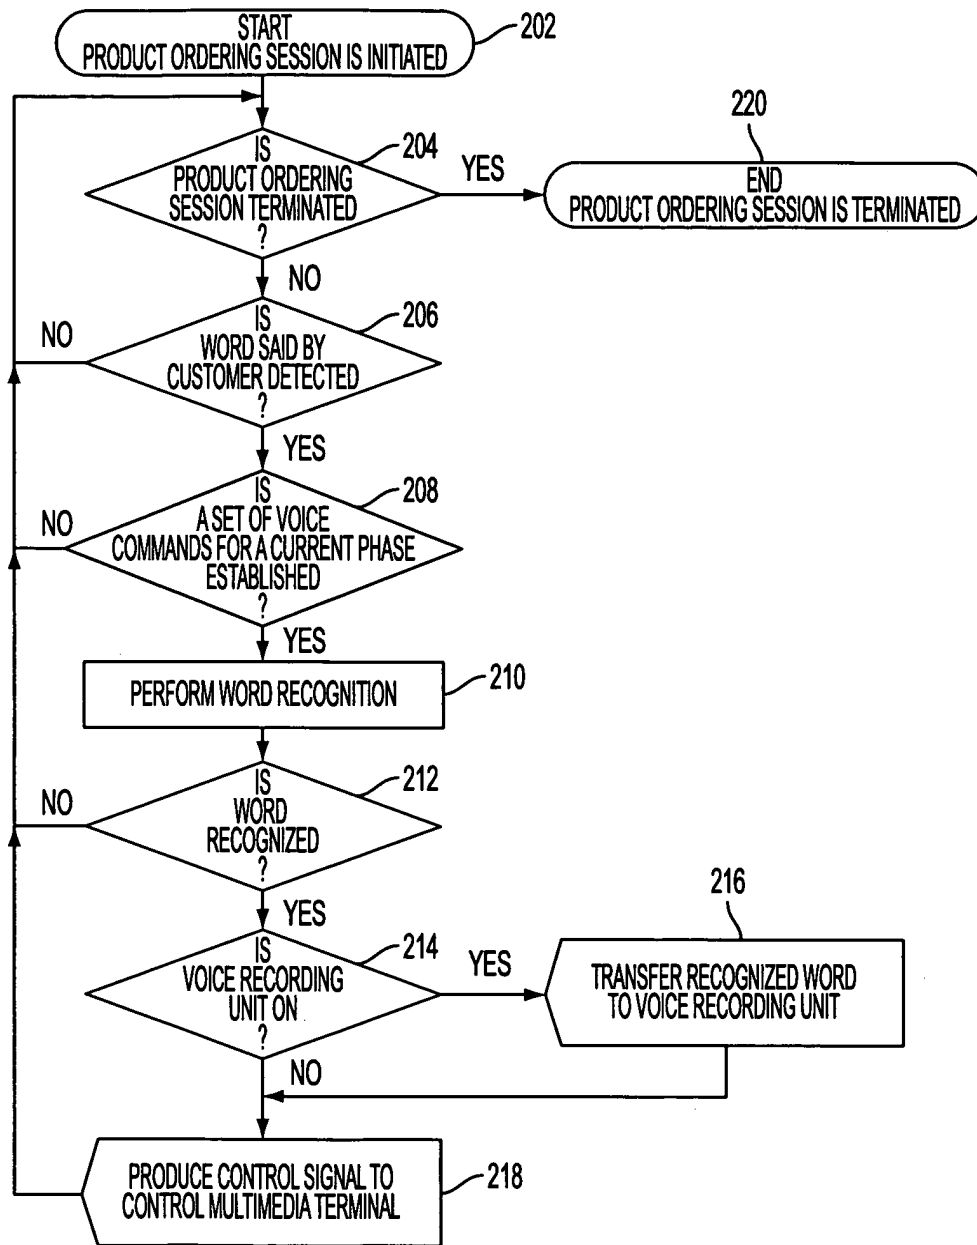 START
PRODUCT ORDERING SESSION IS INITIATED
202
220
IS
PRODUCT ORDERING
SESSION TERMINATED
?
204
YES
END
PRODUCT ORDERING SESSION IS TERMINATED
NO
IS
WORD SAID BY
CUSTOMER DETECTED
?
206
NO
YES
IS
A SET OF VOICE
COMMANDS FOR A CURRENT PHASE
ESTABLISHED
?
208
NO
YES
PERFORM WORD RECOGNITION
210
IS
WORD
RECOGNIZED
?
212
NO
YES
IS
VOICE RECORDING
UNIT ON
?
214
YES
216
TRANSFER RECOGNIZED WORD
TO VOICE RECORDING UNIT
NO
PRODUCE CONTROL SIGNAL TO
CONTROL MULTIMEDIA TERMINAL
218